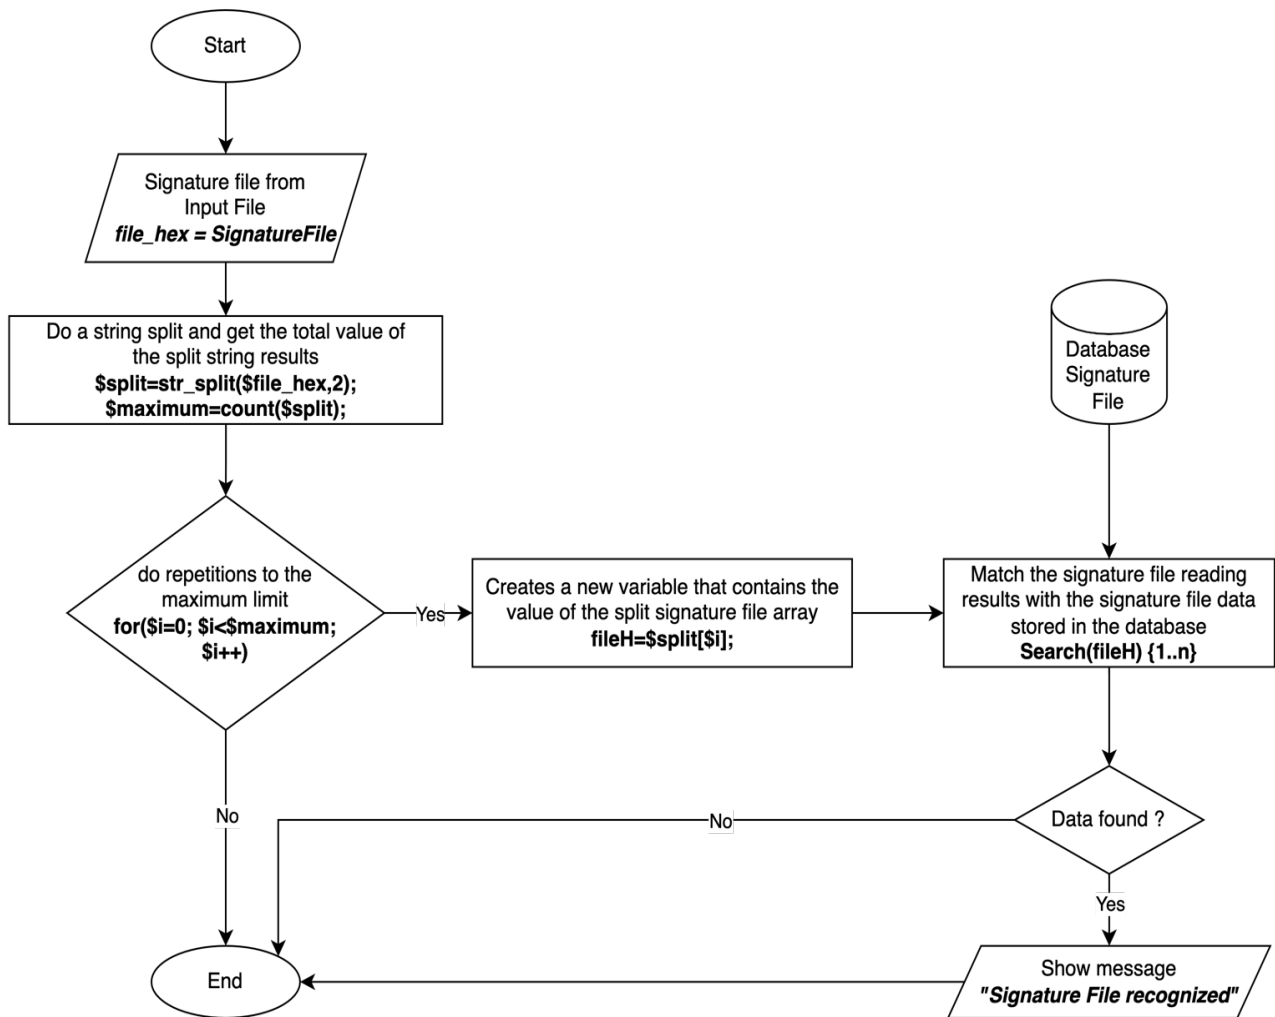 Start
Signature file from
Input File
file_hex = SignatureFile
Do a string split and get the total value of
the split string results
$split=str_split($file_hex,2);
$maximum=count($split);
Database
Signature
File
do repetitions to the
maximum limit
for($i=0; $i<$maximum;
$i++)
Yes
Creates a new variable that contains the
value of the split signature file array
fileH=$split[$i];
Match the signature file reading
results with the signature file data
stored in the database
Search(fileH) {1..n}
No
No
Data found ?
Yes
End
Show message
"Signature File recognized"